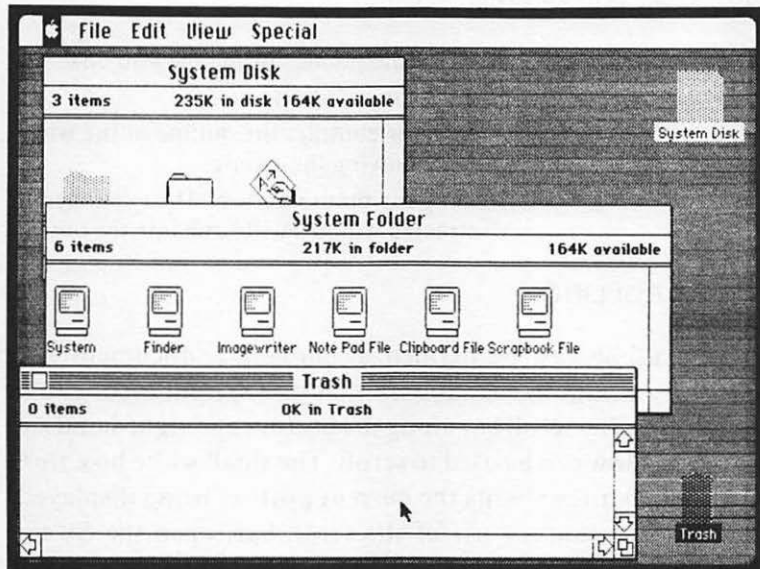 File Edit View Special
System Disk
3 items 235K in disk 164K available
System Disk
System Folder
6 items 217K in folder 164K available
System Finder Imagewriter Note Pad File Clipboard File Scrapbook File
Trash
0 items 0K in Trash
Trash